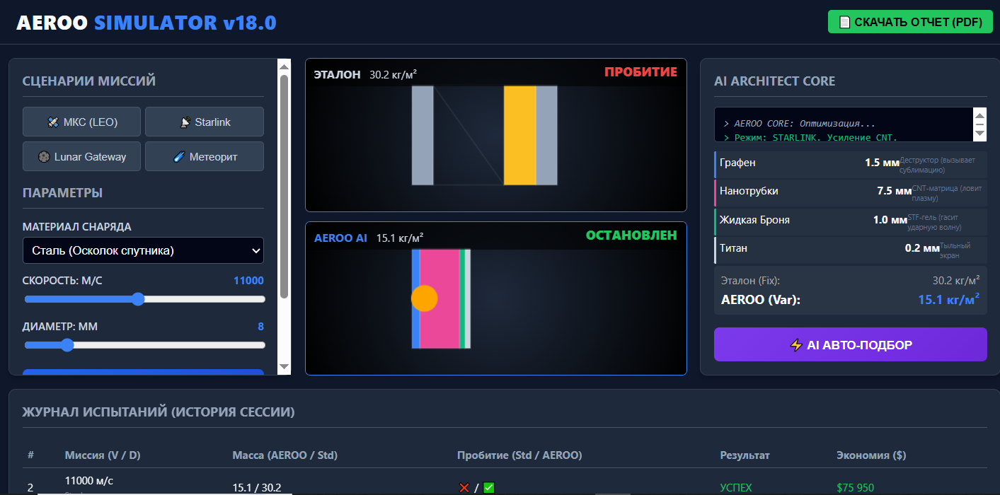 AEROO SIMULATOR v18.0
СКАЧАТЬ ОТЧЕТ (PDF)
СЦЕНАРИИ МИССИЙ
МКС (LEO)
Starlink
Lunar Gateway
Метеорит
ПАРАМЕТРЫ
МАТЕРИАЛ СНАРЯДА
Сталь (Осколок спутника)
СКОРОСТЬ: М/С 11000
ДИАМЕТР: ММ 8
ЭТАЛОН 30.2 кг/м²
ПРОБИТИЕ
AEROO AI 15.1 кг/м²
ОСТАНОВЛЕН
AI ARCHITECT CORE
> AEROO CORE: Оптимизация...
> Режим: STARLINK. Усиление CNT.
Графен 1.5 мм Деструктор (вызывает
сублимацию)
Нанотрубки 7.5 мм CNT-матрица (ловит
плазму)
Жидкая Броня 1.0 мм STF-гель (гасит
ударную волну)
Титан 0.2 мм Тыльный
экран
Эталон (Fix): 30.2 кг/м²
AEROO (Var): 15.1 кг/м²
AI АВТО-ПОДБОР
ЖУРНАЛ ИСПЫТАНИЙ (ИСТОРИЯ СЕССИИ)
# Миссия (V / D) Масса (AEROO / Std) Пробитие (Std / AEROO) Результат Экономия ($)
2 11000 м/с 15.1 / 30.2 ❌ / ✅ УСПЕХ $75 950